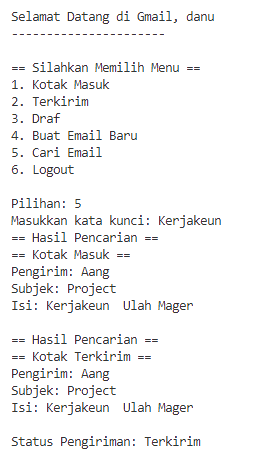 Selamat Datang di Gmail, danu
----------------------
== Silahkan Memilih Menu ==
1. Kotak Masuk
2. Terkirim
3. Draf
4. Buat Email Baru
5. Cari Email
6. Logout
Pilihan: 5
Masukkan kata kunci: Kerjakeun
== Hasil Pencarian ==
== Kotak Masuk ==
Pengirim: Aang
Subjek: Project
Isi: Kerjakeun  Ulah Mager
== Hasil Pencarian ==
== Kotak Terkirim ==
Pengirim: Aang
Subjek: Project
Isi: Kerjakeun  Ulah Mager
Status Pengiriman: Terkirim